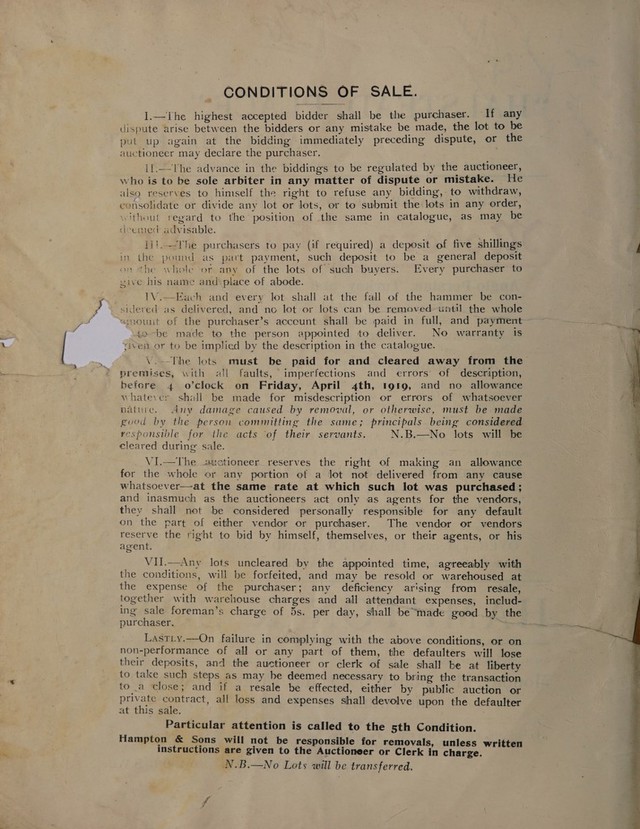 CONDITIONS OF SALE.
I.—The highest accepted bidder shall be the purchaser. If any
dispute arise between the bidders or any mistake be made, the lot to be
put up again at the bidding immediately preceding dispute, or the
auctioneer may declare the purchaser.
II.—The advance in the biddings to be regulated by the auctioneer,
who is to be sole arbiter in any matter of dispute or mistake. He
also reserves to himself the right to refuse any bidding, to withdraw,
consolidate or divide any lot or lots, or to submit the lots in any order,
without regard to the position of the same in catalogue, as may be
deemed advisable.
III.—The purchasers to pay (if required) a deposit of five shillings
in the pound as part payment, such deposit to be a general deposit
on the whole or any of the lots of such buyers. Every purchaser to
give his name and place of abode.
IV.—Each and every lot shall at the fall of the hammer be con-
sidered as delivered, and no lot or lots can be removed until the whole
amount of the purchaser's account shall be paid in full, and payment
to be made to the person appointed to deliver. No warranty is
given or to be implied by the description in the catalogue.
V.—The lots must be paid for and cleared away from the
premises, with all faults, imperfections and errors of description,
before 4 o'clock on Friday, April 4th, 1919, and no allowance
whatever shall be made for misdescription or errors of whatsoever
nature. Any damage caused by removal, or otherwise, must be made
good by the person committing the same; principals being considered
responsible for the acts of their servants. N.B.—No lots will be
cleared during sale.
VI.—The auctioneer reserves the right of making an allowance
for the whole or any portion of a lot not delivered from any cause
whatsoever—at the same rate at which such lot was purchased;
and inasmuch as the auctioneers act only as agents for the vendors,
they shall not be considered personally responsible for any default
on the part of either vendor or purchaser. The vendor or vendors
reserve the right to bid by himself, themselves, or their agents, or his
agent.
VII.—Any lots uncleared by the appointed time, agreeably with
the conditions, will be forfeited, and may be resold or warehoused at
the expense of the purchaser; any deficiency arising from resale,
together with warehouse charges and all attendant expenses, includ-
ing sale foreman's charge of 5s. per day, shall be made good by the
purchaser.
LASTLY.—On failure in complying with the above conditions, or on
non-performance of all or any part of them, the defaulters will lose
their deposits, and the auctioneer or clerk of sale shall be at liberty
to take such steps as may be deemed necessary to bring the transaction
to a close; and if a resale be effected, either by public auction or
private contract, all loss and expenses shall devolve upon the defaulter
at this sale.
Particular attention is called to the 5th Condition.
Hampton & Sons will not be responsible for removals, unless written
instructions are given to the Auctioneer or Clerk in charge.
N.B.—No Lots will be transferred.